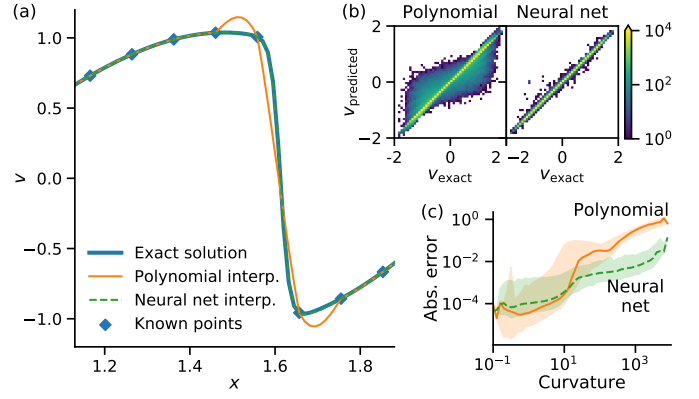 (a)
1.0
0.5
0.0
−0.5
−1.0
v
Exact solution
Polynomial interp.
Neural net interp.
Known points
1.2
1.4
1.6
1.8
x
(b)
Polynomial
Neural net
2
0
−2
v_predicted
−2
0
2
v_exact
−2
0
2
v_exact
10^4
10^2
10^0
(c)
Polynomial
10^0
10^−2
10^−4
Abs. error
Neural
net
10^−1
10^1
10^3
Curvature